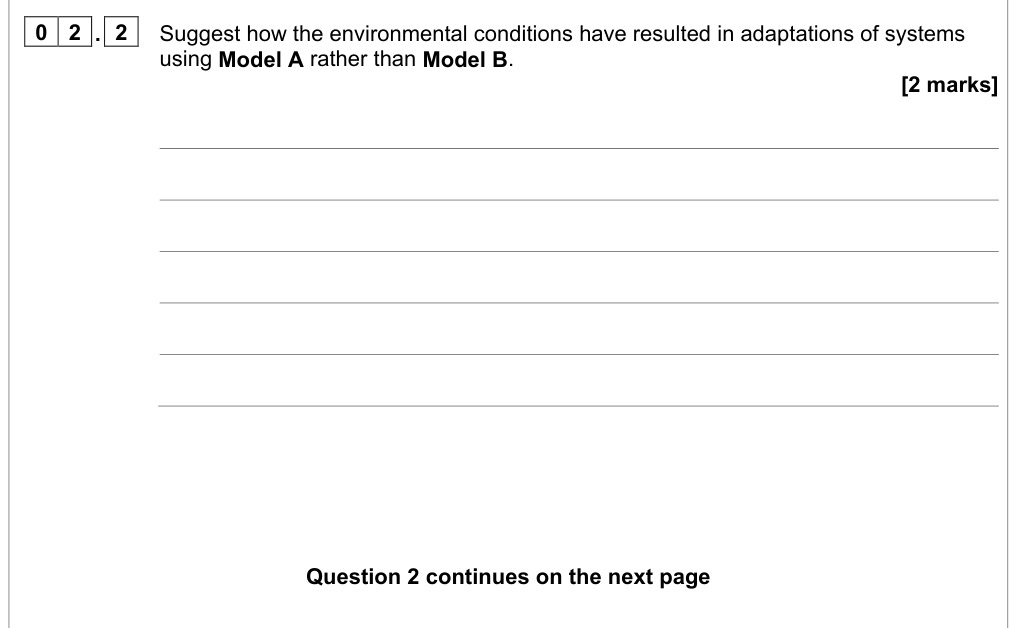 0 2 . 2 Suggest how the environmental conditions have resulted in adaptations of systems
using Model A rather than Model B.
[2 marks]
Question 2 continues on the next page